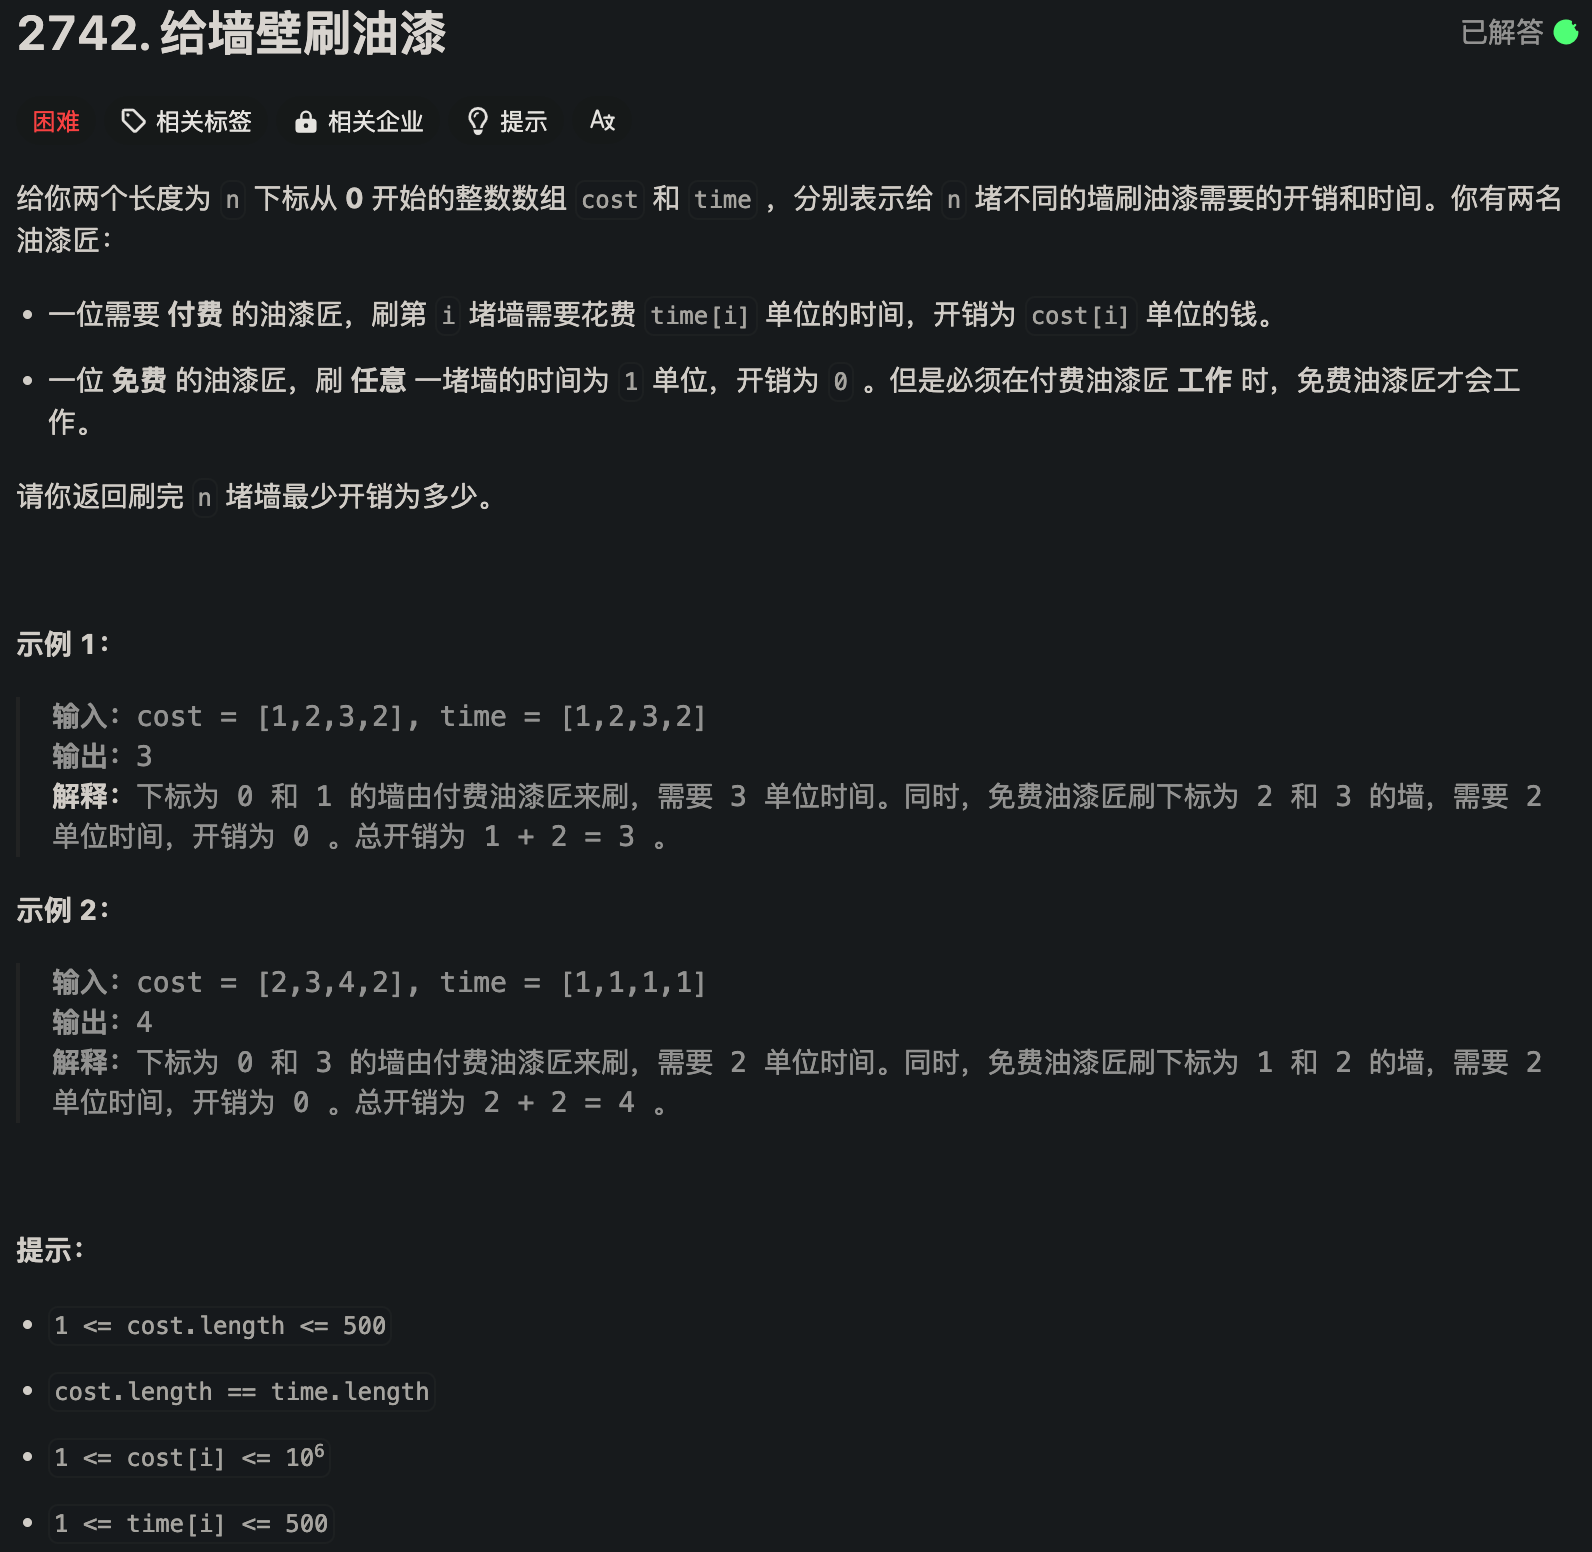 2742. 给墙壁刷油漆
已解答
困难 相关标签 相关企业 提示
给你两个长度为 n 下标从 0 开始的整数数组 cost 和 time ，分别表示给 n 堵不同的墙刷油漆需要的开销和时间。你有两名
油漆匠：
• 一位需要 付费 的油漆匠，刷第 i 堵墙需要花费 time[i] 单位的时间，开销为 cost[i] 单位的钱。
• 一位 免费 的油漆匠，刷 任意 一堵墙的时间为 1 单位，开销为 0 。但是必须在付费油漆匠 工作 时，免费油漆匠才会工
作。
请你返回刷完 n 堵墙最少开销为多少。
示例 1：
输入：cost = [1,2,3,2], time = [1,2,3,2]
输出：3
解释：下标为 0 和 1 的墙由付费油漆匠来刷，需要 3 单位时间。同时，免费油漆匠刷下标为 2 和 3 的墙，需要 2
单位时间，开销为 0 。总开销为 1 + 2 = 3 。
示例 2：
输入：cost = [2,3,4,2], time = [1,1,1,1]
输出：4
解释：下标为 0 和 3 的墙由付费油漆匠来刷，需要 2 单位时间。同时，免费油漆匠刷下标为 1 和 2 的墙，需要 2
单位时间，开销为 0 。总开销为 2 + 2 = 4 。
提示：
• 1 <= cost.length <= 500
• cost.length == time.length
• 1 <= cost[i] <= 10⁶
• 1 <= time[i] <= 500